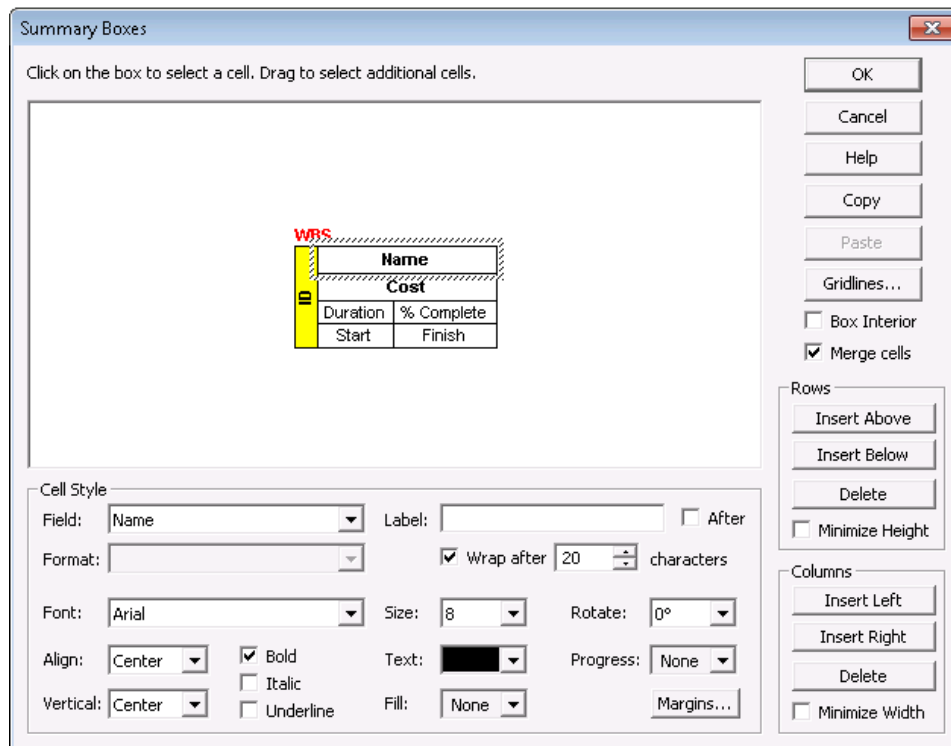 Summary Boxes
Click on the box to select a cell. Drag to select additional cells.
OK
Cancel
Help
Copy
Paste
Gridlines...
Box Interior
Merge cells
WBS
ID
Name
Cost
Duration % Complete
Start Finish
Rows
Insert Above
Insert Below
Delete
Minimize Height
Columns
Insert Left
Insert Right
Delete
Minimize Width
Cell Style
Field: Name Label: After
Format: Wrap after 20 characters
Font: Arial Size: 8 Rotate: 0°
Align: Center Bold Text: Progress: None
Italic
Vertical: Center Underline Fill: None Margins...